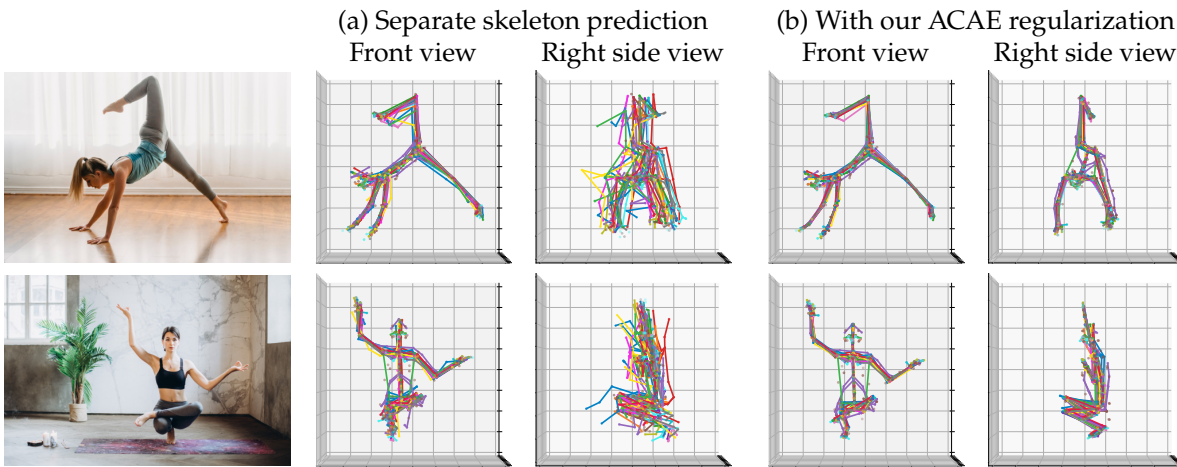 (a) Separate skeleton prediction
(b) With our ACAE regularization
Front view
Right side view
Front view
Right side view